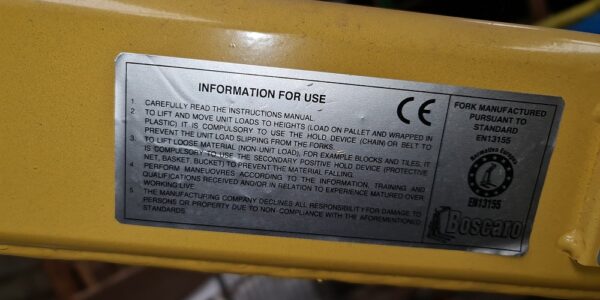 INFORMATION FOR USE
1 CAREFULLY READ THE INSTRUCTIONS MANUAL
2 TO LIFT AND MOVE UNIT LOADS TO HEIGHTS (LOAD ON PALLET AND WRAPPED IN
PLASTIC) IT IS COMPULSORY TO USE THE HOLD DEVICE (CHAIN OR BELT TO
PREVENT THE UNIT LOAD SLIPPING FROM THE FORKS.
3 TO LIFT LOOSE MATERIAL (NON-UNIT LOAD), FOR EXAMPLE BLOCKS AND TILES, IT
IS COMPULSORY TO USE THE SECONDARY POSITIVE HOLD DEVICE (PROTECTIVE
NET, BASKET, BUCKET) TO PREVENT THE MATERIAL FALLING.
4 PERFORM MANEUOVRES ACCORDING TO THE INFORMATION, TRAINING AND
QUALIFICATIONS RECEIVED AND/OR IN RELATION TO EXPERIENCE MATURED OVER
WORKING LIVE
5 THE MANUFACTURING COMPANY DECLINES ALL RESPONSIBILITY FOR DAMAGE TO
PERSONS OR PROPERTY DUE TO NON-COMPLIANCE WITH THE AFOREMENTIONED
STANDARDS
CE
FORK MANUFACTURED
PURSUANT TO
STANDARD
EN13155
EN13155
Boscaro